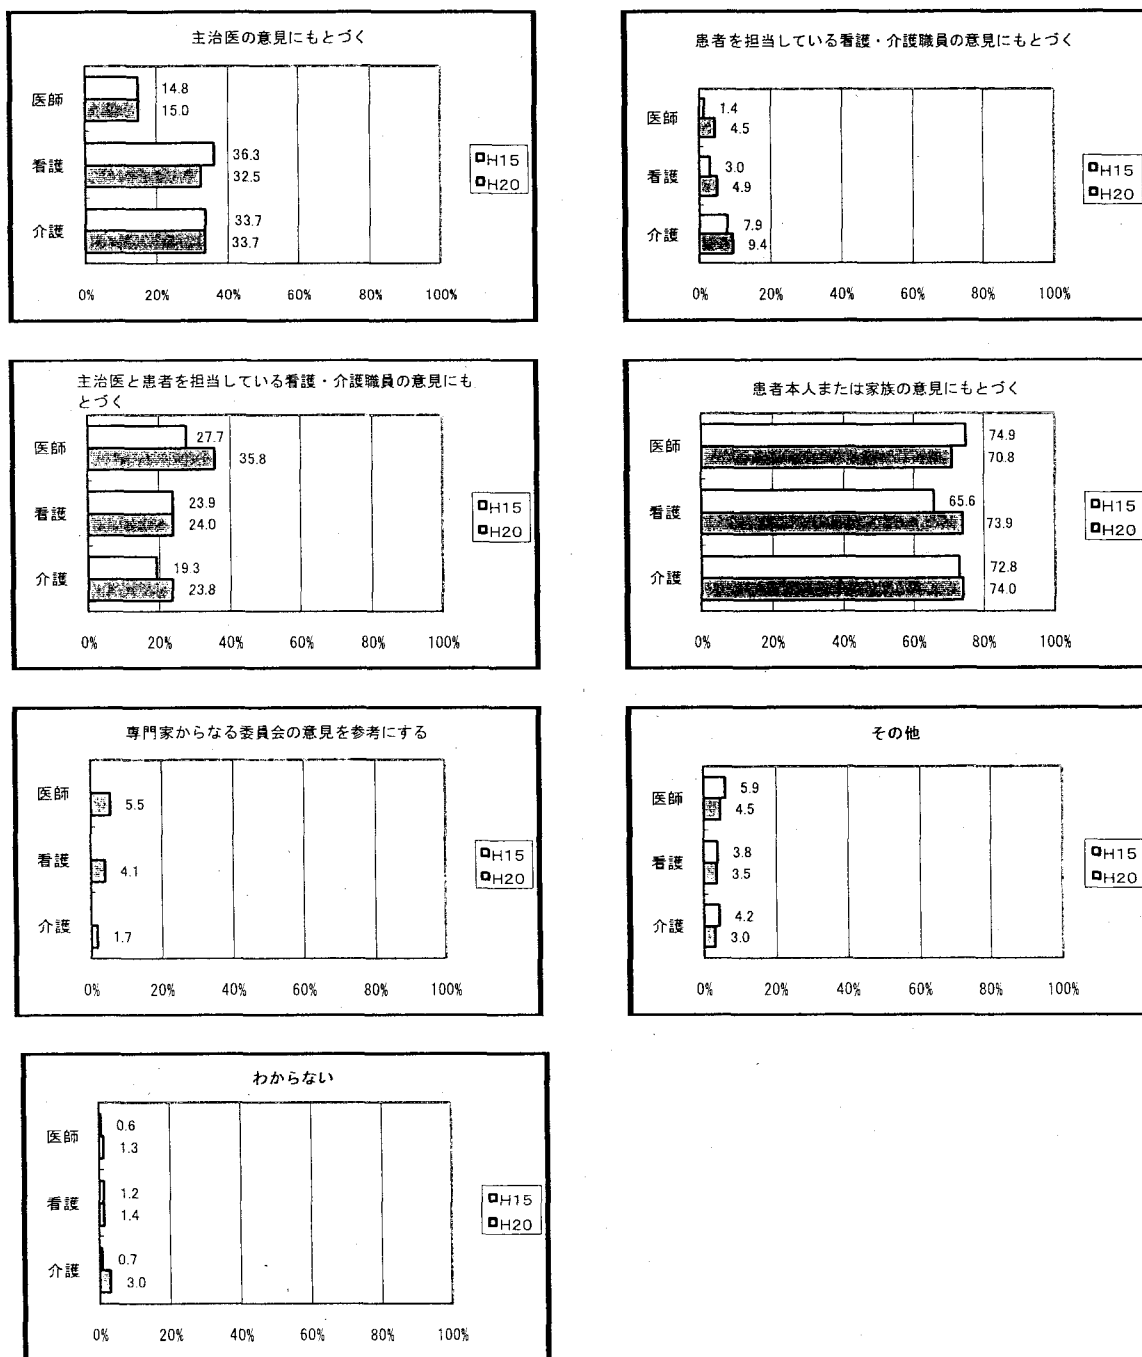 主治医の意見にもとづく
医師 14.8
15.0
看護 36.3
32.5
介護 33.7
33.7
0% 20% 40% 60% 80% 100%
H15
H20
患者を担当している看護・介護職員の意見にもとづく
医師 1.4
4.5
看護 3.0
4.9
介護 7.9
9.4
0% 20% 40% 60% 80% 100%
H15
H20
主治医と患者を担当している看護・介護職員の意見にも
とづく
医師 27.7
35.8
看護 23.9
24.0
介護 19.3
23.8
0% 20% 40% 60% 80% 100%
H15
H20
患者本人または家族の意見にもとづく
医師 74.9
70.8
看護 65.6
73.9
介護 72.8
74.0
0% 20% 40% 60% 80% 100%
H15
H20
専門家からなる委員会の意見を参考にする
医師 5.5
看護 4.1
介護 1.7
0% 20% 40% 60% 80% 100%
H15
H20
その他
医師 5.9
4.5
看護 3.8
3.5
介護 4.2
3.0
0% 20% 40% 60% 80% 100%
H15
H20
わからない
医師 0.6
1.3
看護 1.2
1.4
介護 0.7
3.0
0% 20% 40% 60% 80% 100%
H15
H20